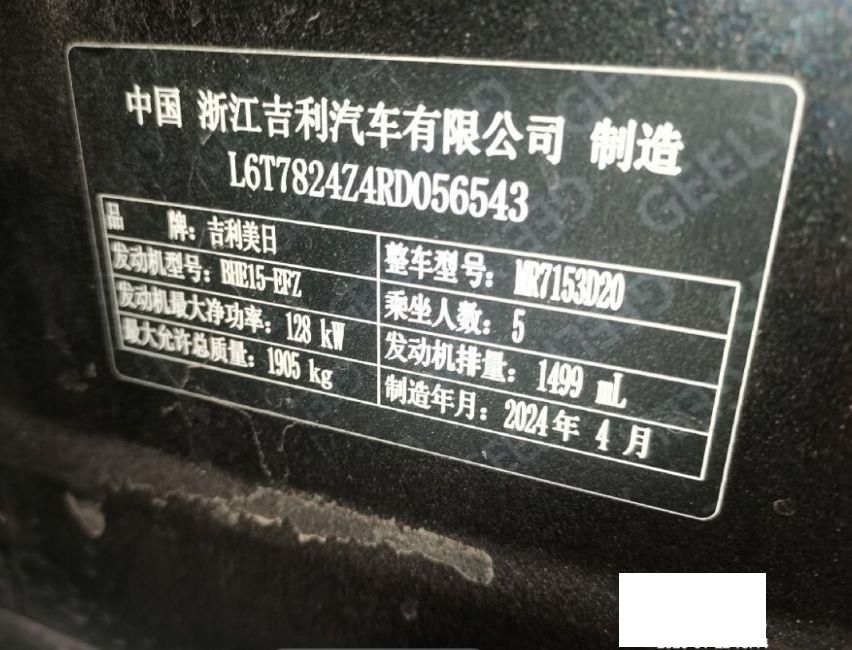 中国 浙江吉利汽车有限公司 制造
L6T7824Z4RD056543
品 牌：吉利美日
整车型号：MR7153D20
发动机型号：BHE15-EFZ
乘坐人数：5
发动机最大净功率：128 kW
发动机排量：1499 mL
最大允许总质量：1905 kg
制造年月：2024年 4 月
GEELY